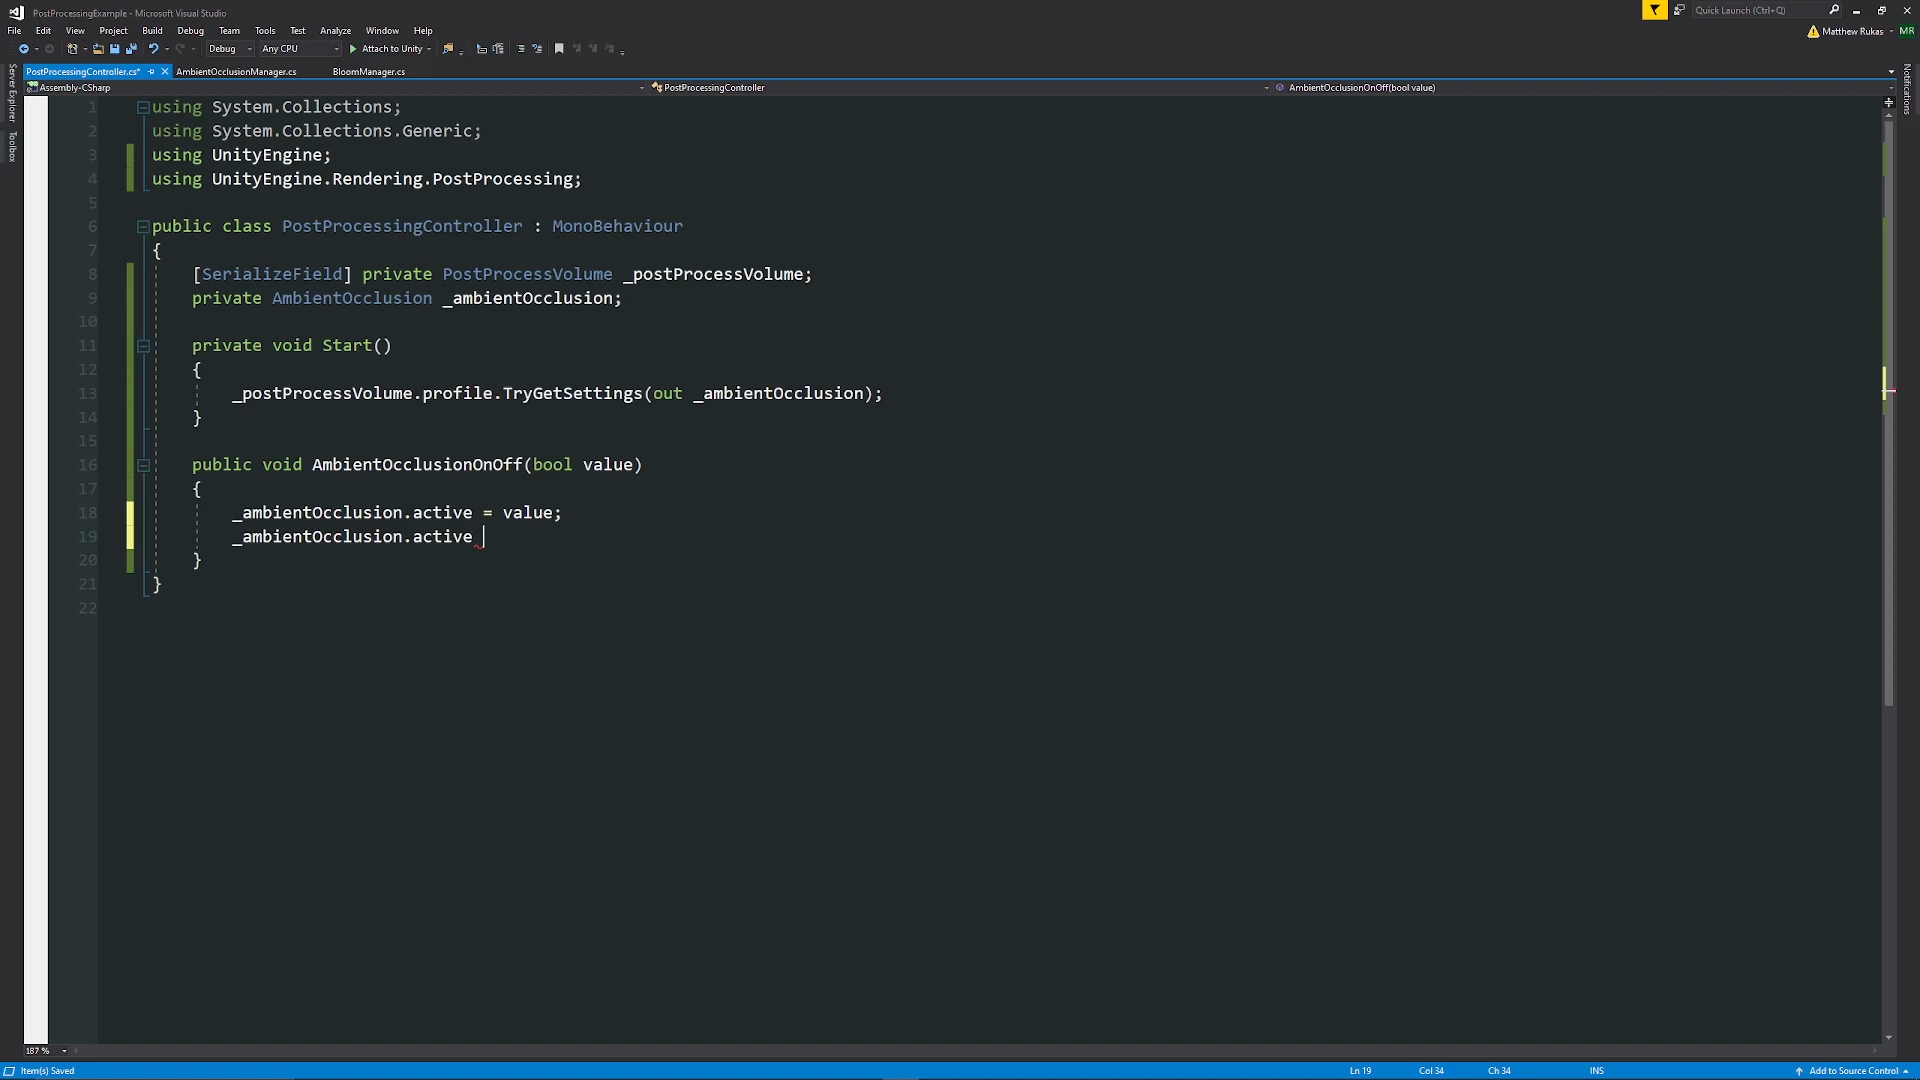 PostProcessingExample - Microsoft Visual Studio
Quick Launch (Ctrl+Q)
File Edit View Project Build Debug Team Tools Test Analyze Window Help
Matthew Rukas MR
Debug Any CPU Attach to Unity
PostProcessingController.cs* AmbientOcclusionManager.cs BloomManager.cs
Assembly-CSharp PostProcessingController AmbientOcclusionOnOff(bool value)
Server Explorer
Toolbox
Notifications
1 using System.Collections;
2 using System.Collections.Generic;
3 using UnityEngine;
4 using UnityEngine.Rendering.PostProcessing;
5
6 public class PostProcessingController : MonoBehaviour
7 {
8 [SerializeField] private PostProcessVolume _postProcessVolume;
9 private AmbientOcclusion _ambientOcclusion;
10
11 private void Start()
12 {
13 _postProcessVolume.profile.TryGetSettings(out _ambientOcclusion);
14 }
15
16 public void AmbientOcclusionOnOff(bool value)
17 {
18 _ambientOcclusion.active = value;
19 _ambientOcclusion.active
20 }
21 }
22
187 %
Item(s) Saved Ln 19 Col 34 Ch 34 INS Add to Source Control